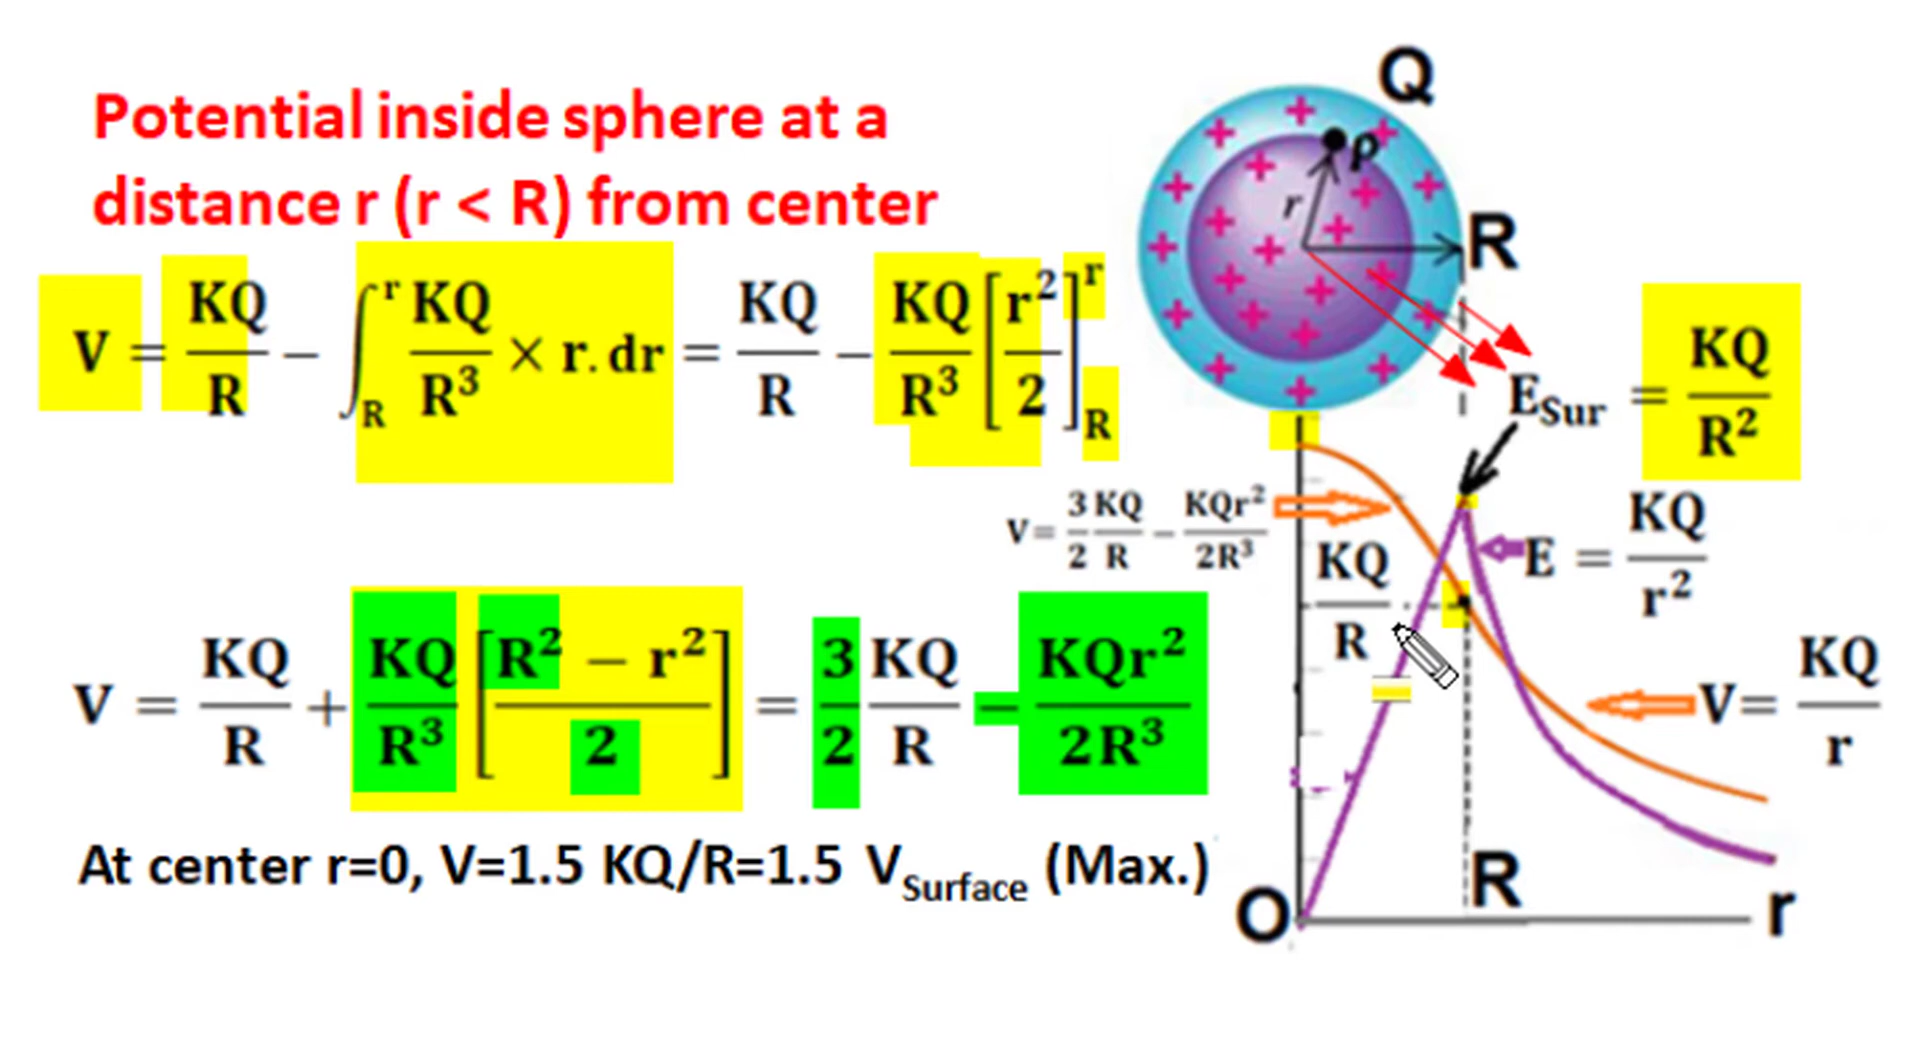 Potential inside sphere at a
distance r (r < R) from center
V = KQ/R − ∫_R^r KQ/R³ × r. dr = KQ/R − KQ/R³ [r²/2]_R^r
V = KQ/R + KQ/R³ [R² − r²/2] = 3/2 KQ/R − KQr²/2R³
At center r=0, V=1.5 KQ/R=1.5 V_Surface (Max.)
Q
ρ
r
R
E_Sur = KQ/R²
V= 3/2 KQ/R − KQr²/2R³
E = KQ/r²
KQ/R
V= KQ/r
R
O
r